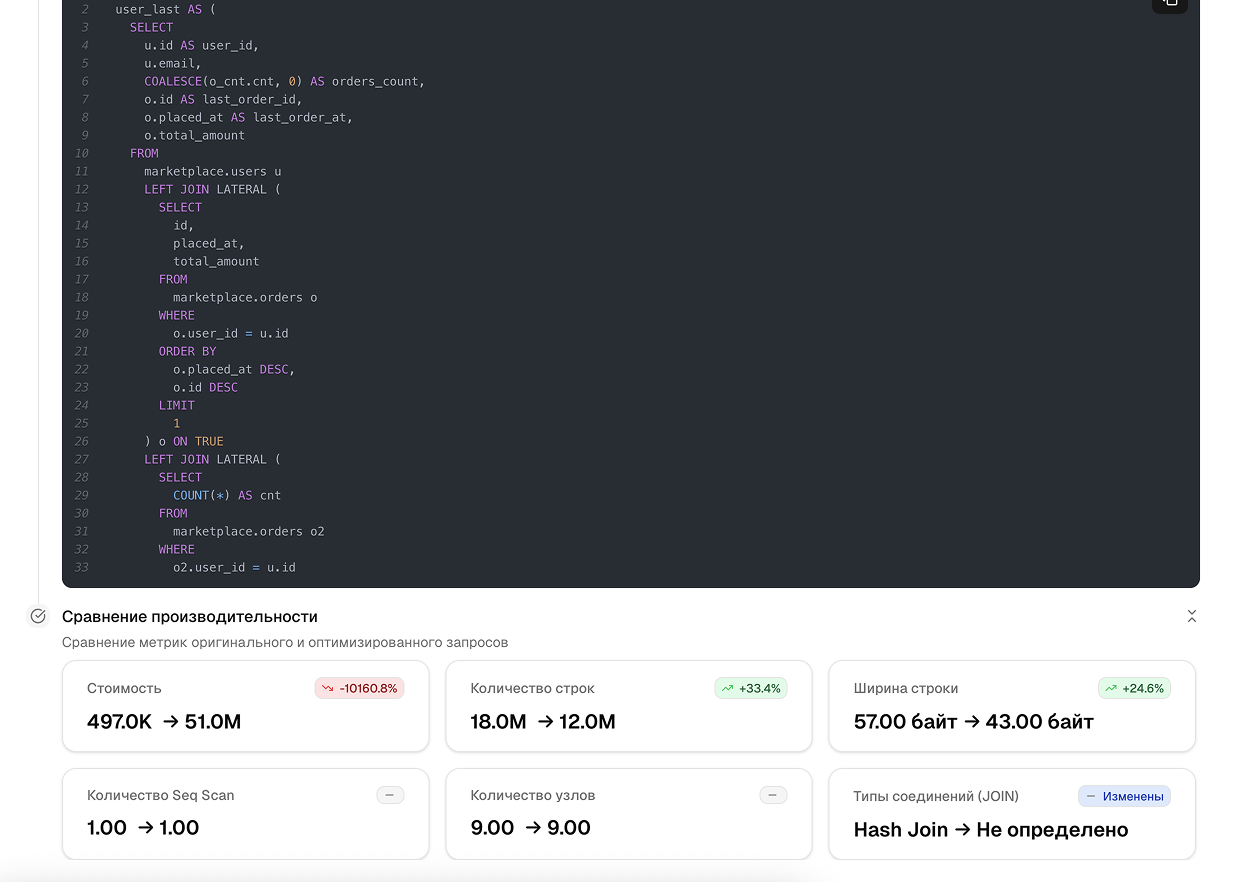 2 user_last AS (
3 SELECT
4 u.id AS user_id,
5 u.email,
6 COALESCE(o_cnt.cnt, 0) AS orders_count,
7 o.id AS last_order_id,
8 o.placed_at AS last_order_at,
9 o.total_amount
10 FROM
11 marketplace.users u
12 LEFT JOIN LATERAL (
13 SELECT
14 id,
15 placed_at,
16 total_amount
17 FROM
18 marketplace.orders o
19 WHERE
20 o.user_id = u.id
21 ORDER BY
22 o.placed_at DESC,
23 o.id DESC
24 LIMIT
25 1
26 ) o ON TRUE
27 LEFT JOIN LATERAL (
28 SELECT
29 COUNT(*) AS cnt
30 FROM
31 marketplace.orders o2
32 WHERE
33 o2.user_id = u.id
Сравнение производительности
Сравнение метрик оригинального и оптимизированного запросов
Стоимость -10160.8%
497.0K → 51.0M
Количество строк +33.4%
18.0M → 12.0M
Ширина строки +24.6%
57.00 байт → 43.00 байт
Количество Seq Scan —
1.00 → 1.00
Количество узлов —
9.00 → 9.00
Типы соединений (JOIN) — Изменены
Hash Join → Не определено